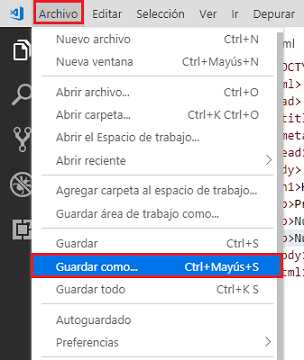 Archivo Editar Selección Ver Ir Depurar
Nuevo archivo Ctrl+N
Nueva ventana Ctrl+Mayús+N
Abrir archivo... Ctrl+O
Abrir carpeta... Ctrl+K Ctrl+O
Abrir el Espacio de trabajo...
Abrir reciente
Agregar carpeta al espacio de trabajo...
Guardar área de trabajo como...
Guardar Ctrl+S
Guardar como... Ctrl+Mayús+S
Guardar todo Ctrl+K S
Autoguardado
Preferencias